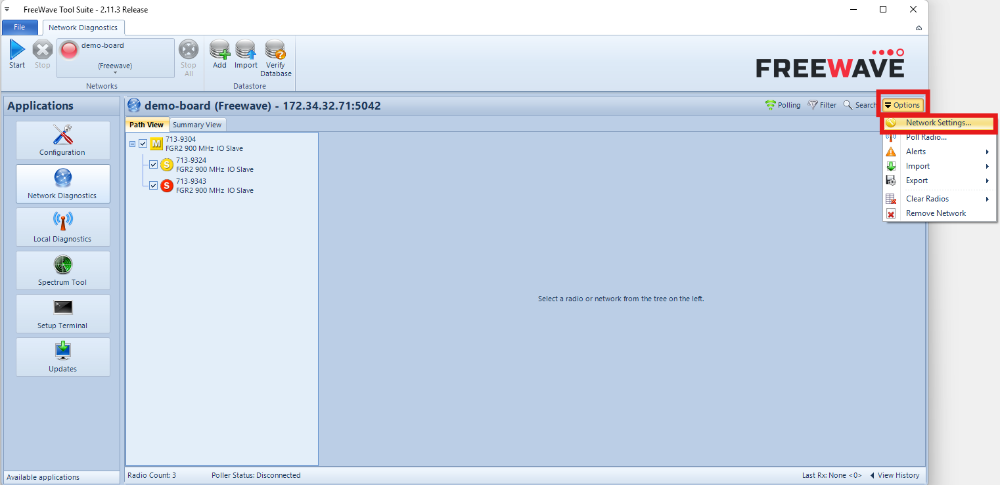 FreeWave Tool Suite - 2.11.3 Release
File
Network Diagnostics
Start
Stop
demo-board
(Freewave)
Stop
All
Networks
Add
Import
Verify
Database
Datastore
FREEWAVE
Applications
Configuration
Network Diagnostics
Local Diagnostics
Spectrum Tool
Setup Terminal
Updates
Available applications
demo-board (Freewave) - 172.34.32.71:5042
Polling
Filter
Search
Options
Network Settings...
Poll Radio...
Alerts
Import
Export
Clear Radios
Remove Network
Path View
Summary View
M
713-9304
FGR2 900 MHz IO Slave
S
713-9324
FGR2 900 MHz IO Slave
S
713-9343
FGR2 900 MHz IO Slave
Select a radio or network from the tree on the left.
Radio Count: 3
Poller Status: Disconnected
Last Rx: None <0>
View History